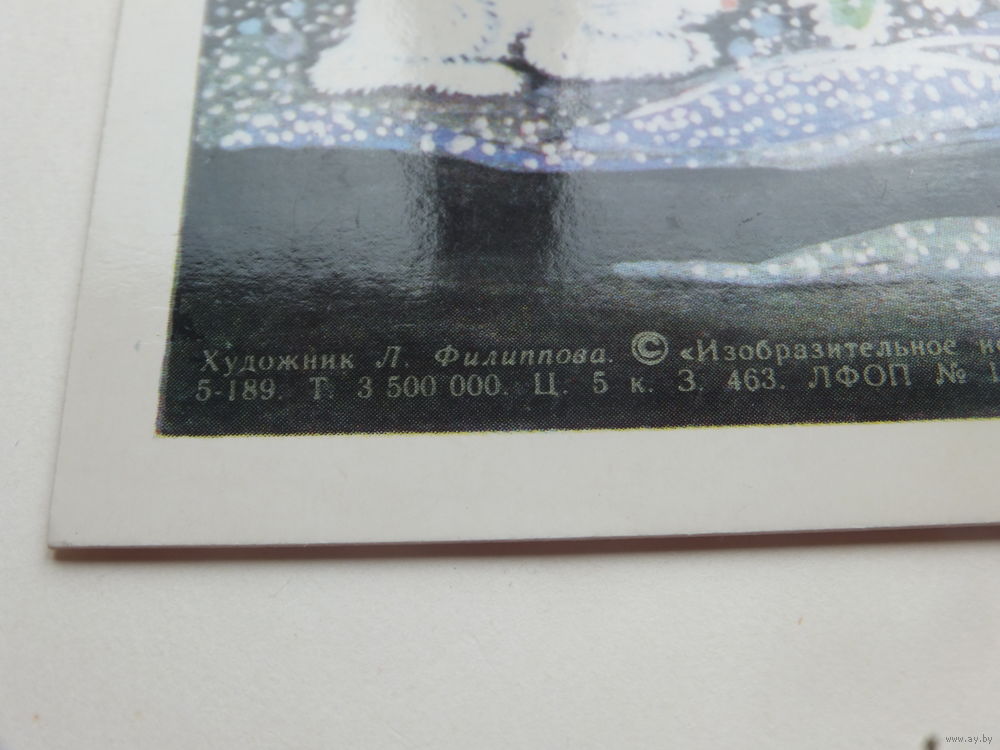 Художник Л. Филиппова. © «Изобразительное
5-189. Т. 3 500 000. Ц. 5 к. З. 463. ЛФОП №
www.ay.by